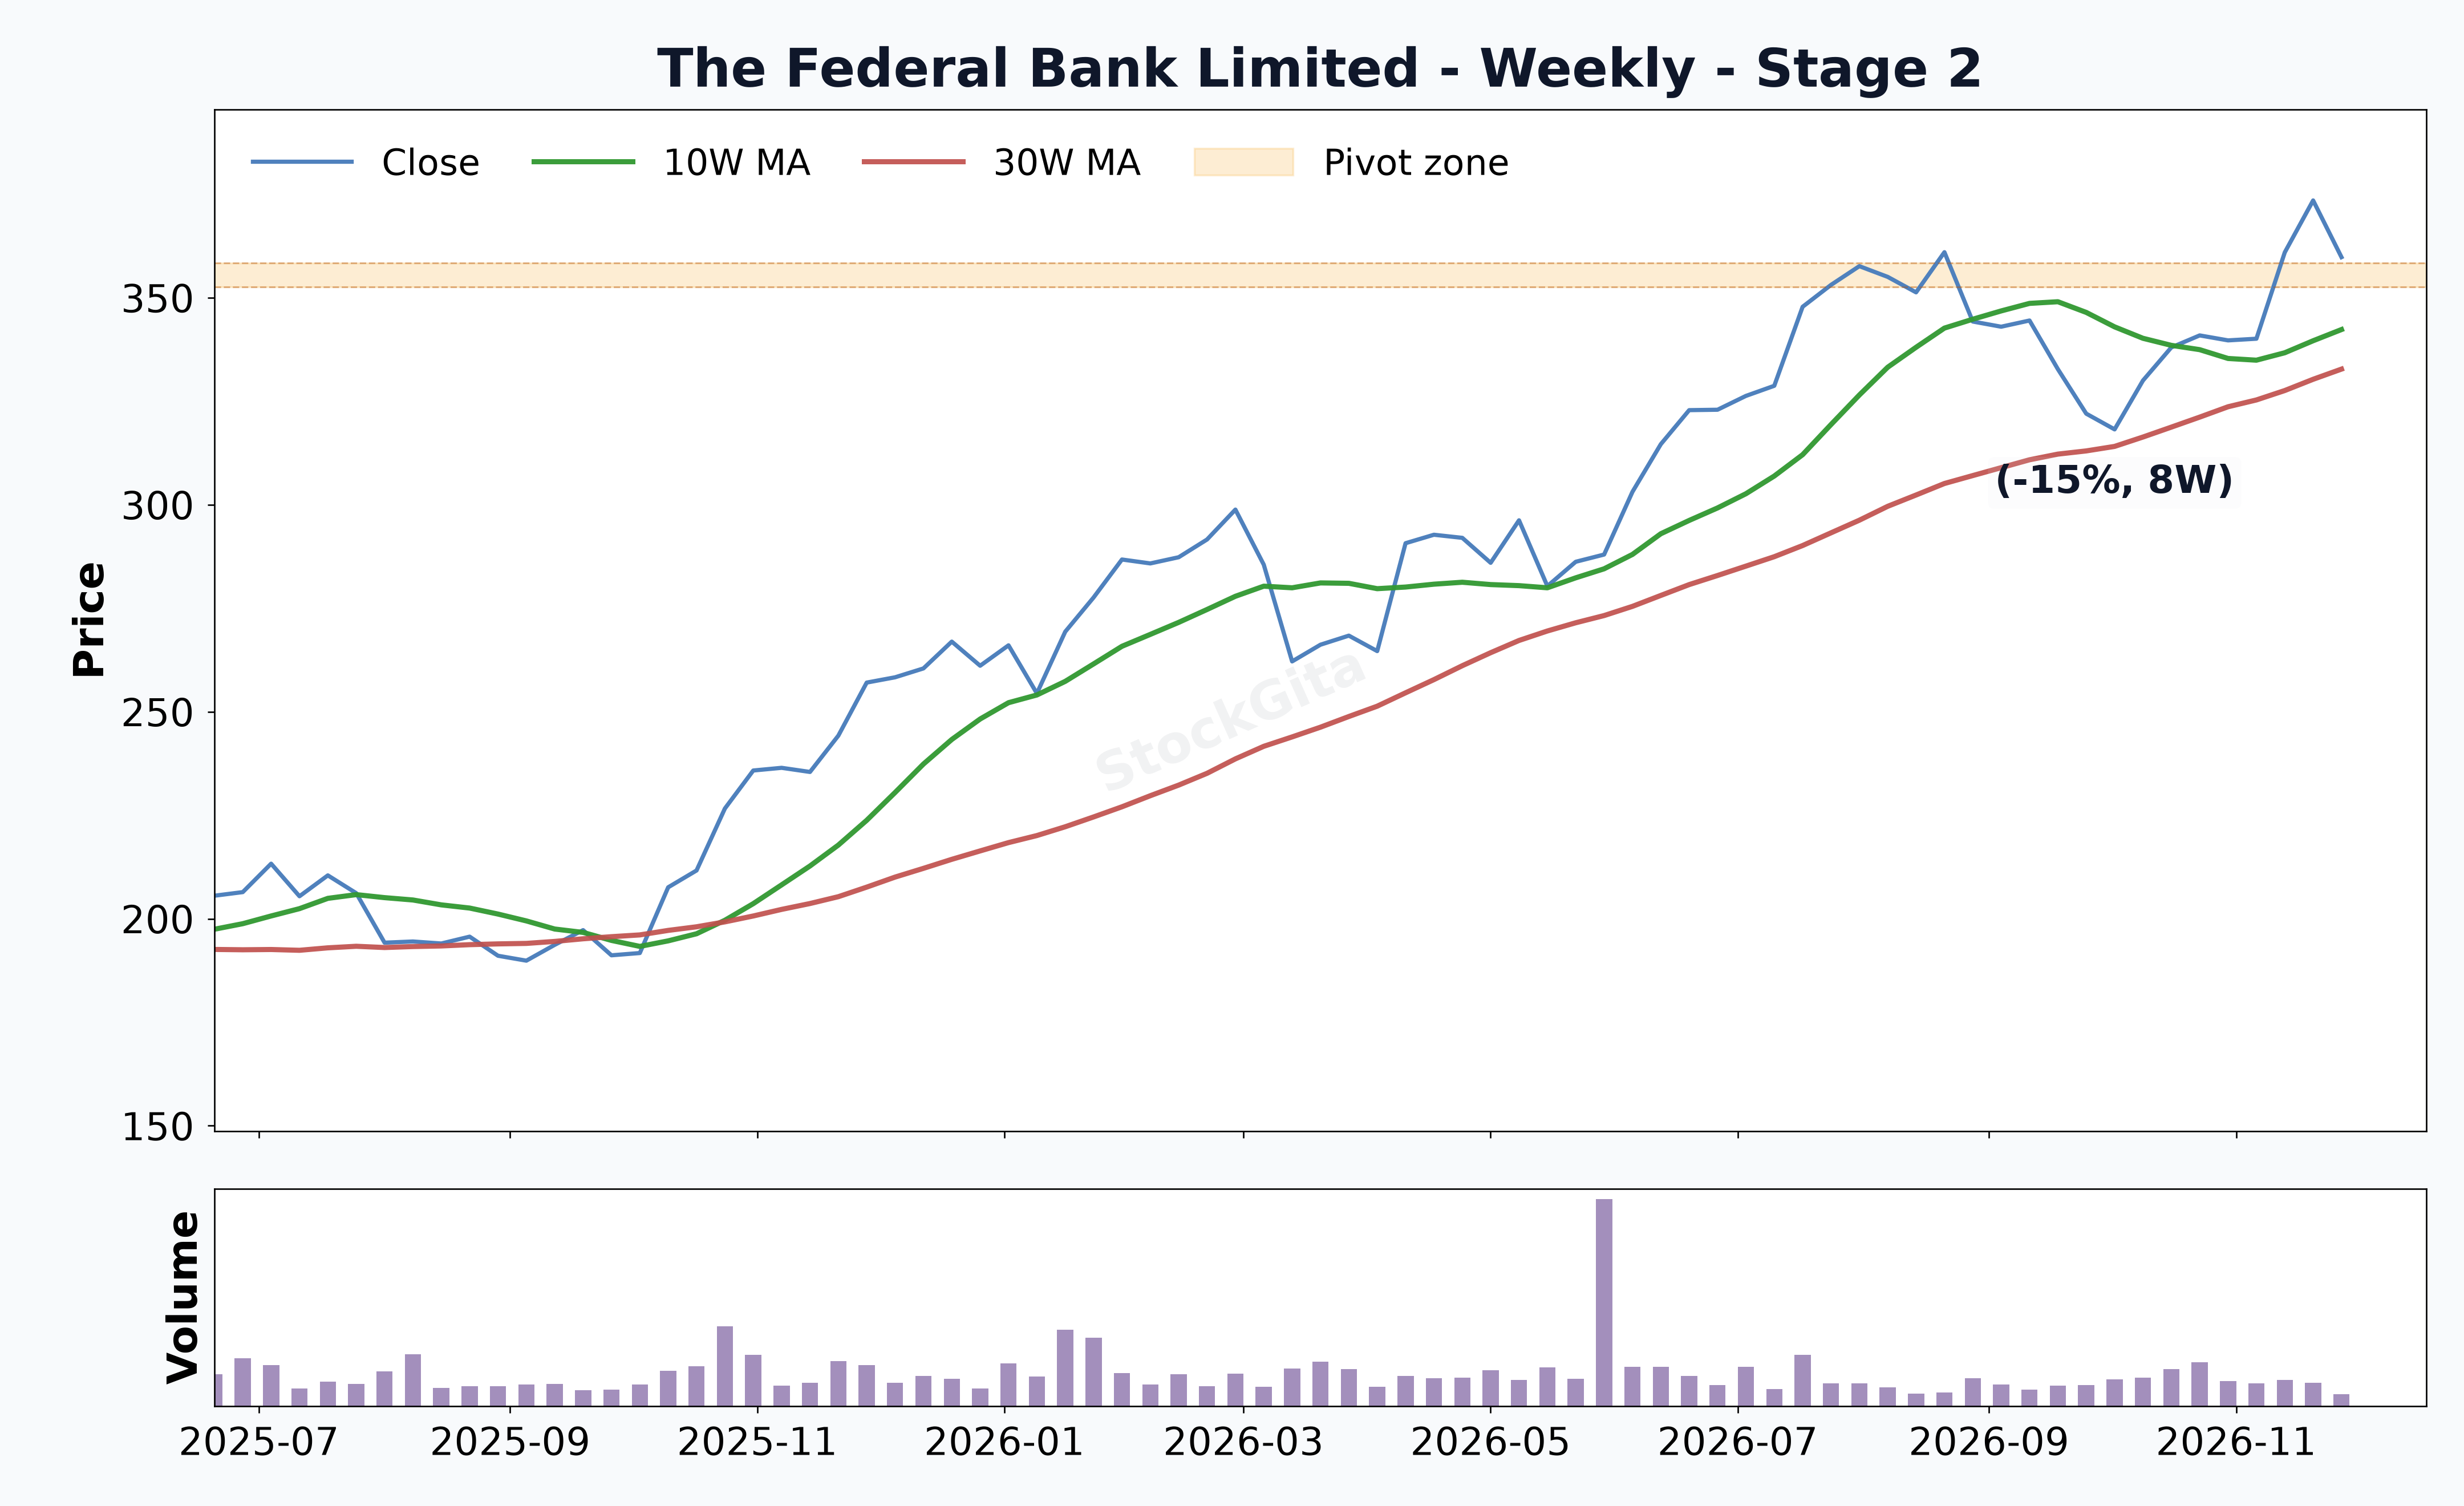 The Federal Bank Limited - Weekly - Stage 2
Close 10W MA 30W MA Pivot zone
350
300
250
200
150
Price
(-15%, 8W)
StockGita
Volume
2025-07 2025-09 2025-11 2026-01 2026-03 2026-05 2026-07 2026-09 2026-11